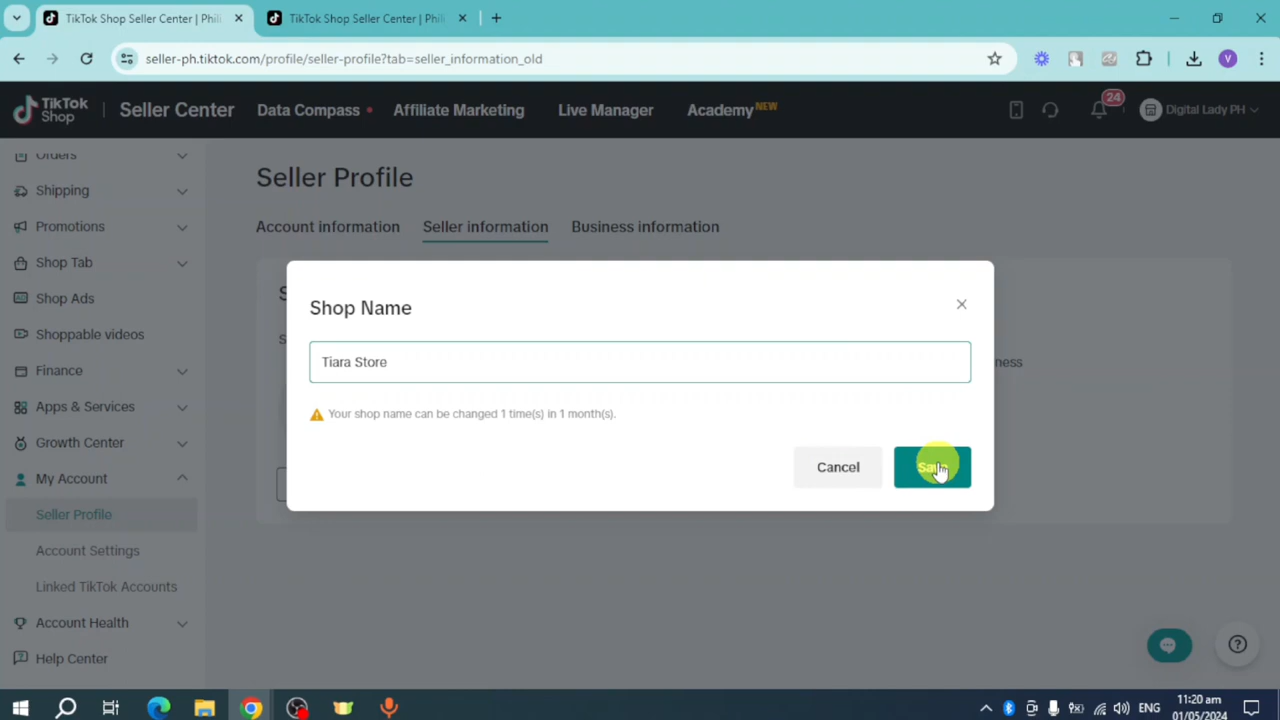 TikTok Shop Seller Center | Phili
TikTok Shop Seller Center | Phili
seller-ph.tiktok.com/profile/seller-profile?tab=seller_information_old
V
TikTok Shop
Seller Center
Data Compass
Affiliate Marketing
Live Manager
Academy NEW
24
Digital Lady PH
Orders
Shipping
Promotions
Shop Tab
Shop Ads
Shoppable videos
Finance
Apps & Services
Growth Center
My Account
Seller Profile
Account Settings
Linked TikTok Accounts
Account Health
Help Center
Seller Profile
Account information
Seller information
Business information
Shop Name
Tiara Store
Your shop name can be changed 1 time(s) in 1 month(s).
Cancel
ness
ENG
11:20 am
01/05/2024